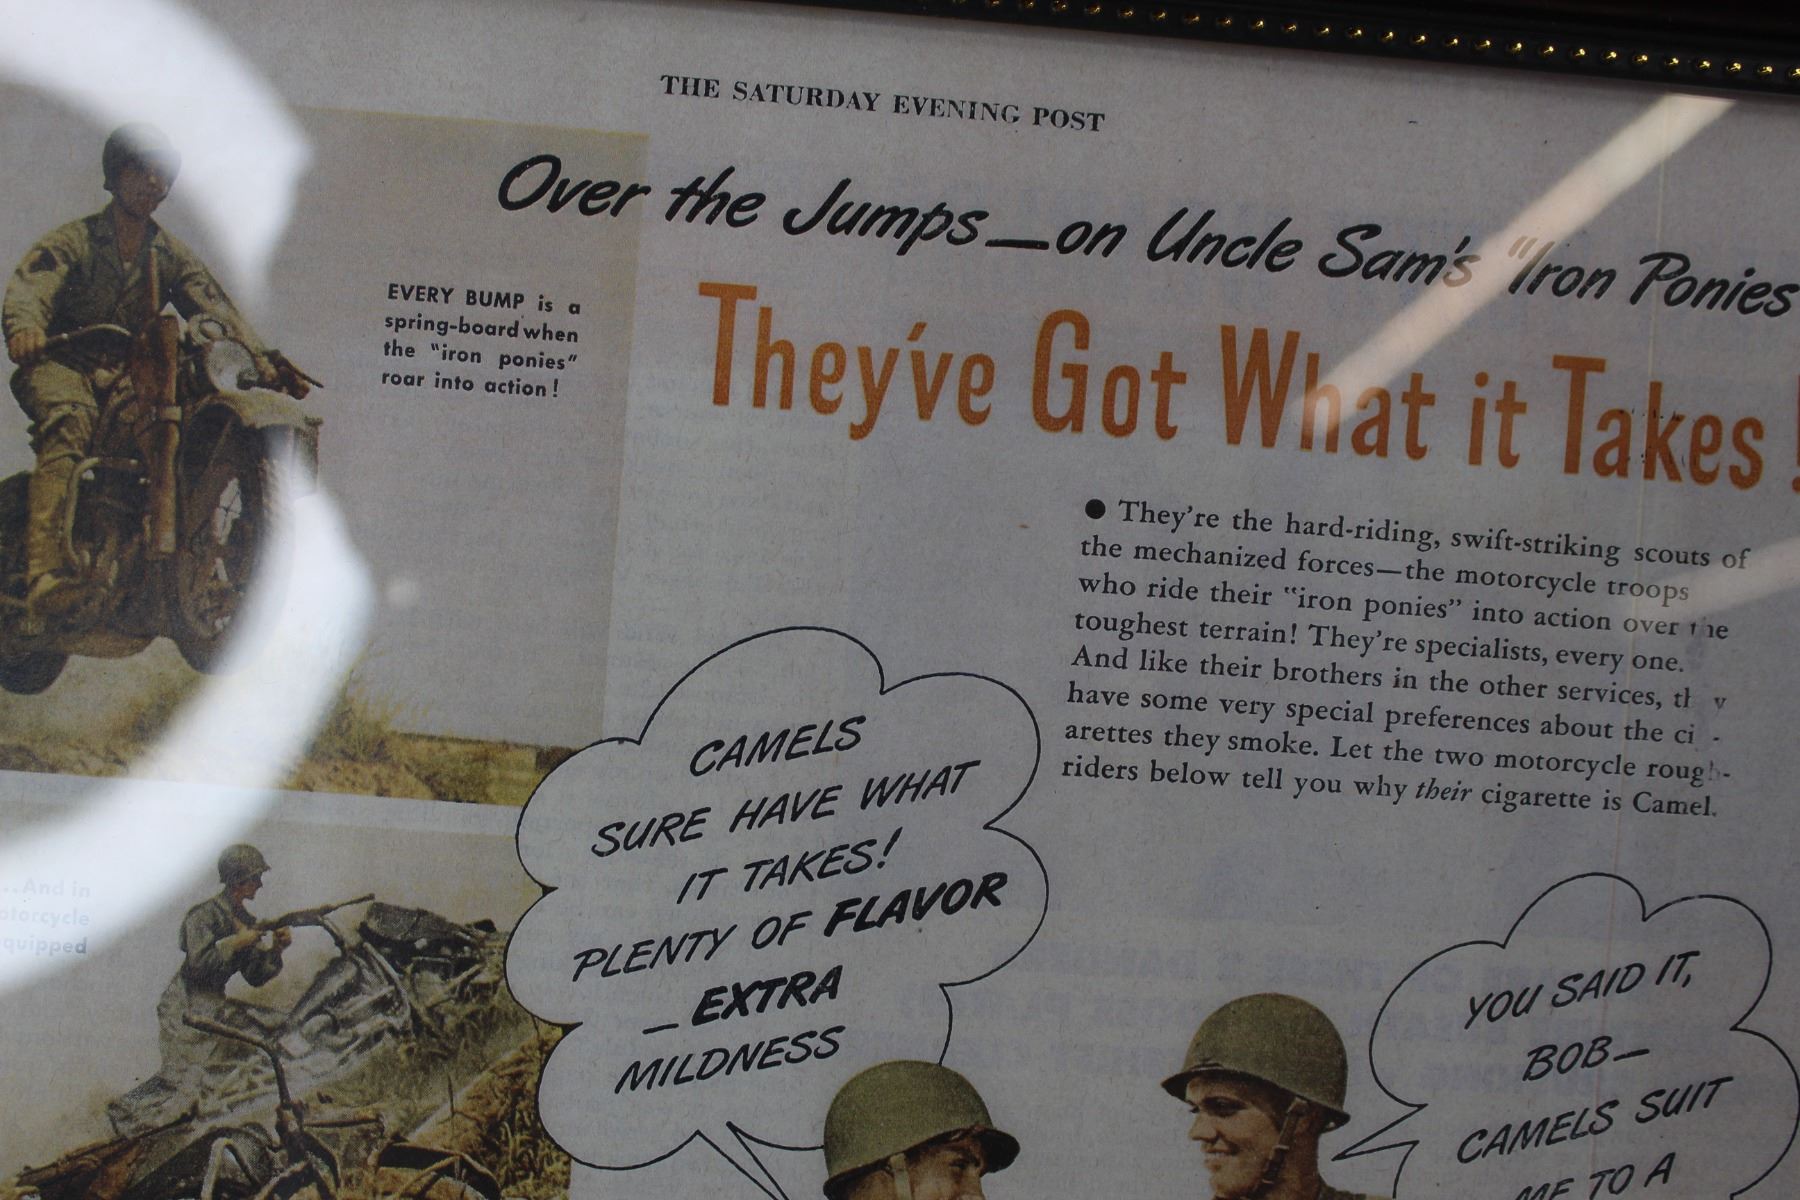 THE SATURDAY EVENING POST
Over the Jumps—on Uncle Sam's "Iron Ponies
They've Got What it Takes!
EVERY BUMP is a
spring-board when
the "iron ponies"
roar into action!
● They're the hard-riding, swift-striking scouts of
the mechanized forces—the motorcycle troops
who ride their "iron ponies" into action over the
toughest terrain! They're specialists, every one.
And like their brothers in the other services, they
have some very special preferences about the cig-
arettes they smoke. Let the two motorcycle rough-
riders below tell you why their cigarette is Camel.
CAMELS
SURE HAVE WHAT
IT TAKES!
PLENTY OF FLAVOR
— EXTRA
MILDNESS
YOU SAID IT,
BOB—
CAMELS SUIT
ME TO A
...And in
otorcycle
quipped